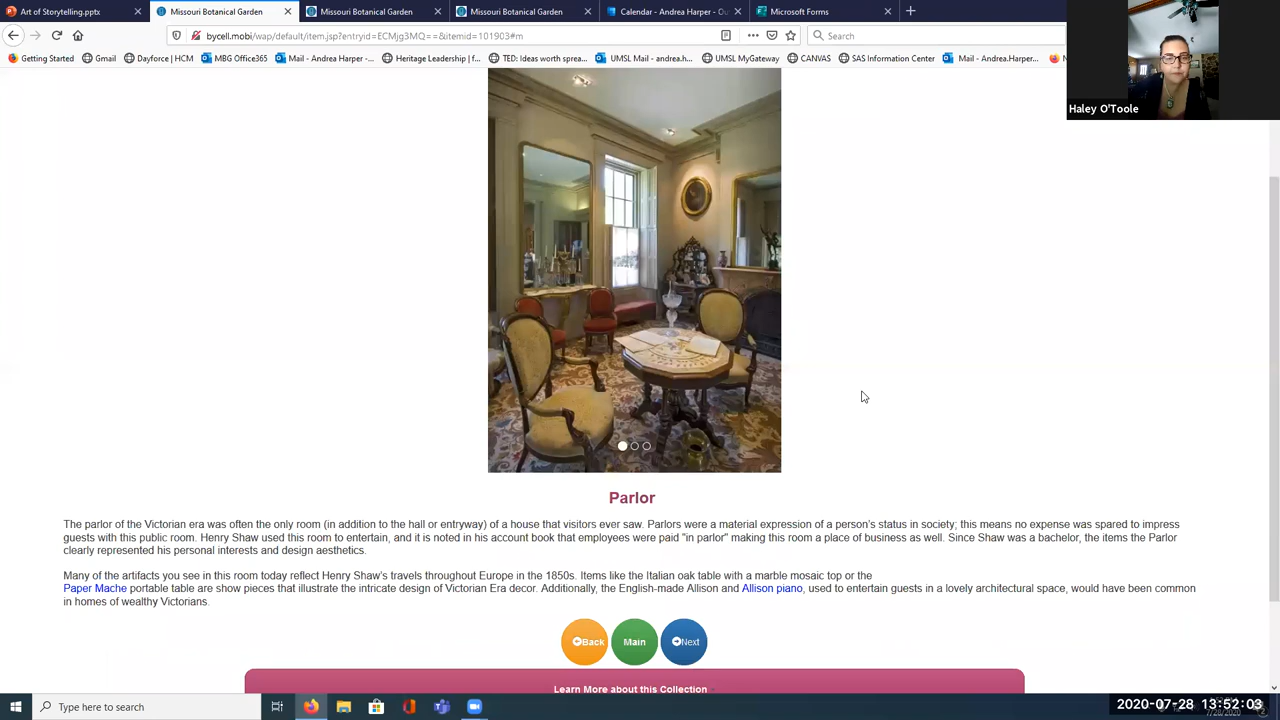 Art of Storytelling.pptx
Missouri Botanical Garden
Missouri Botanical Garden
Missouri Botanical Garden
Calendar - Andrea Harper - Ou
Microsoft Forms
bycell.mobi/wap/default/item.jsp?entryid=ECMjg3MQ==&itemid=101903#m
Search
Getting Started
Gmail
Dayforce | HCM
MBG Office365
Mail - Andrea Harper -...
Heritage Leadership | f...
TED: Ideas worth sprea...
UMSL Mail - andrea.h...
UMSL MyGateway
CANVAS
SAS Information Center
Mail - Andrea.Harper...
Haley O'Toole
Parlor
The parlor of the Victorian era was often the only room (in addition to the hall or entryway) of a house that visitors ever saw. Parlors were a material expression of a person's status in society; this means no expense was spared to impress
guests with this public room. Henry Shaw used this room to entertain, and it is noted in his account book that employees were paid "in parlor" making this room a place of business as well. Since Shaw was a bachelor, the items the Parlor
clearly represented his personal interests and design aesthetics.
Many of the artifacts you see in this room today reflect Henry Shaw's travels throughout Europe in the 1850s. Items like the Italian oak table with a marble mosaic top or the
Paper Mache portable table are show pieces that illustrate the intricate design of Victorian Era decor. Additionally, the English-made Allison and Allison piano, used to entertain guests in a lovely architectural space, would have been common
in homes of wealthy Victorians.
Back
Main
Next
Learn More about this Collection
Type here to search
2020-07-28 13:52:03